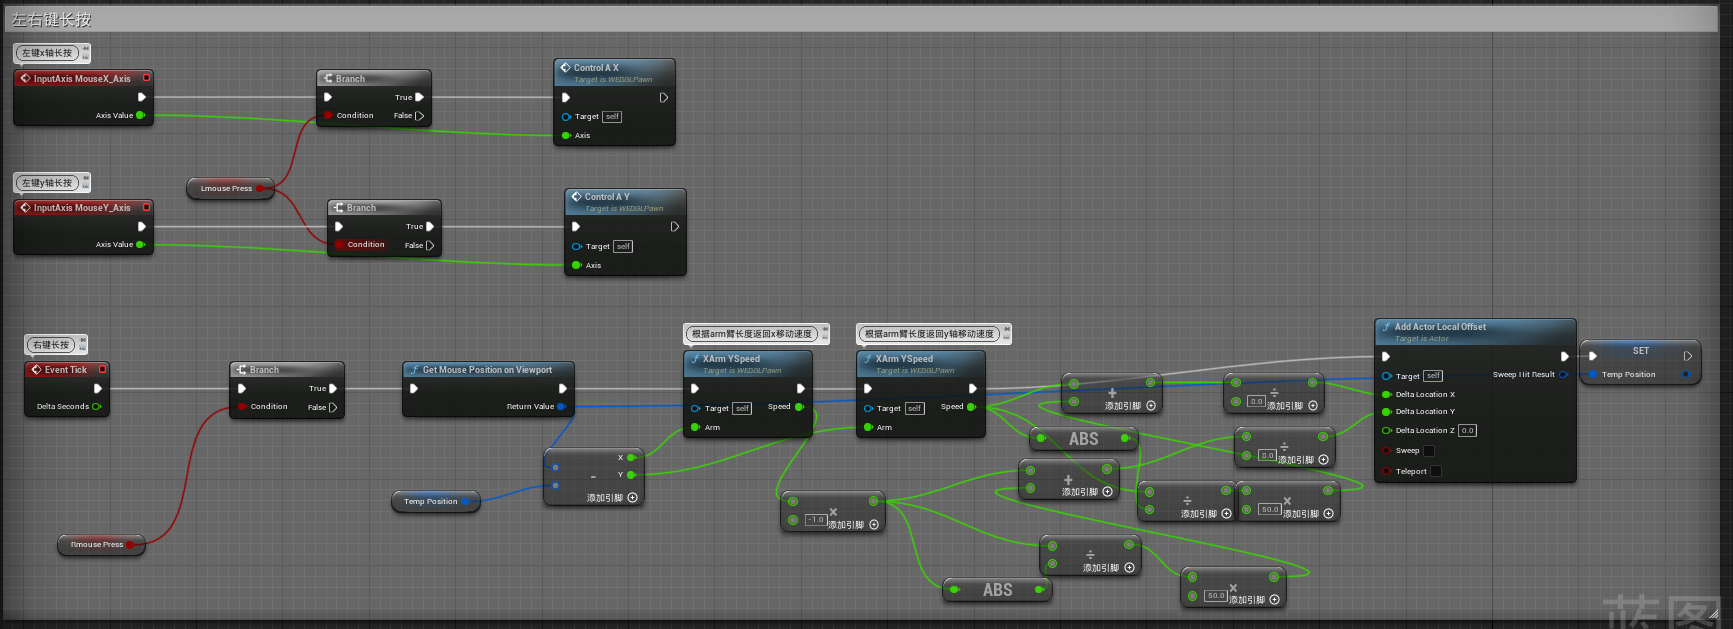 左右键长按
左键x轴长按
InputAxis MouseX_Axis
Axis Value
Branch
True
Condition
False
Control A X
Target is WEDGLPawn
Target
self
Axis
Lmouse Press
左键y轴长按
InputAxis MouseY_Axis
Axis Value
Branch
True
Condition
False
Control A Y
Target is WEDGLPawn
Target
self
Axis
右键长按
Event Tick
Delta Seconds
Branch
True
Condition
False
Rmouse Press
Get Mouse Position on Viewport
Return Value
Temp Position
X
Y
-
添加引脚
根据arm臂长度返回x移动速度
XArm YSpeed
Target is WEDGLPawn
Target
self
Speed
Arm
根据arm臂长度返回y轴移动速度
XArm YSpeed
Target is WEDGLPawn
Target
self
Speed
Arm
-1.0
×
添加引脚
+
添加引脚
÷
添加引脚
ABS
÷
添加引脚
+
添加引脚
÷
添加引脚
50.0
×
添加引脚
÷
添加引脚
ABS
50.0
×
添加引脚
Add Actor Local Offset
Target is Actor
Target
self
Sweep Hit Result
Delta Location X
Delta Location Y
Delta Location Z
0.0
Sweep
Teleport
SET
Temp Position
蓝图